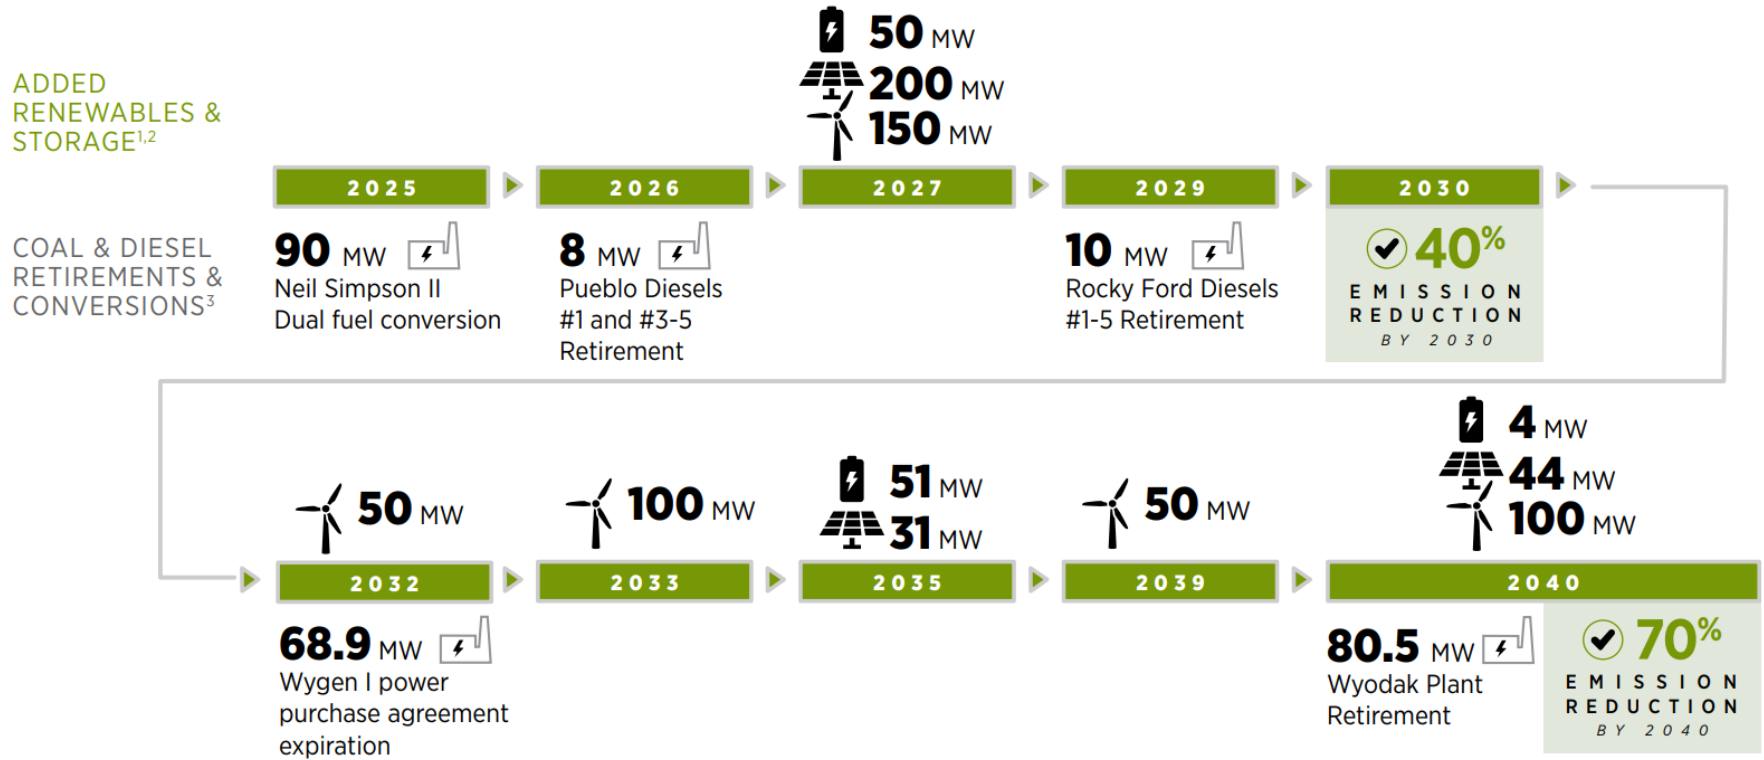 ADDED
RENEWABLES &
STORAGE1,2
50 MW
200 MW
150 MW
2025
2026
2027
2029
2030
COAL & DIESEL
RETIREMENTS &
CONVERSIONS3
90 MW
Neil Simpson II
Dual fuel conversion
8 MW
Pueblo Diesels
#1 and #3-5
Retirement
10 MW
Rocky Ford Diesels
#1-5 Retirement
40%
EMISSION
REDUCTION
BY 2030
50 MW
100 MW
51 MW
31 MW
50 MW
4 MW
44 MW
100 MW
2032
2033
2035
2039
2040
68.9 MW
Wygen I power
purchase agreement
expiration
80.5 MW
Wyodak Plant
Retirement
70%
EMISSION
REDUCTION
BY 2040